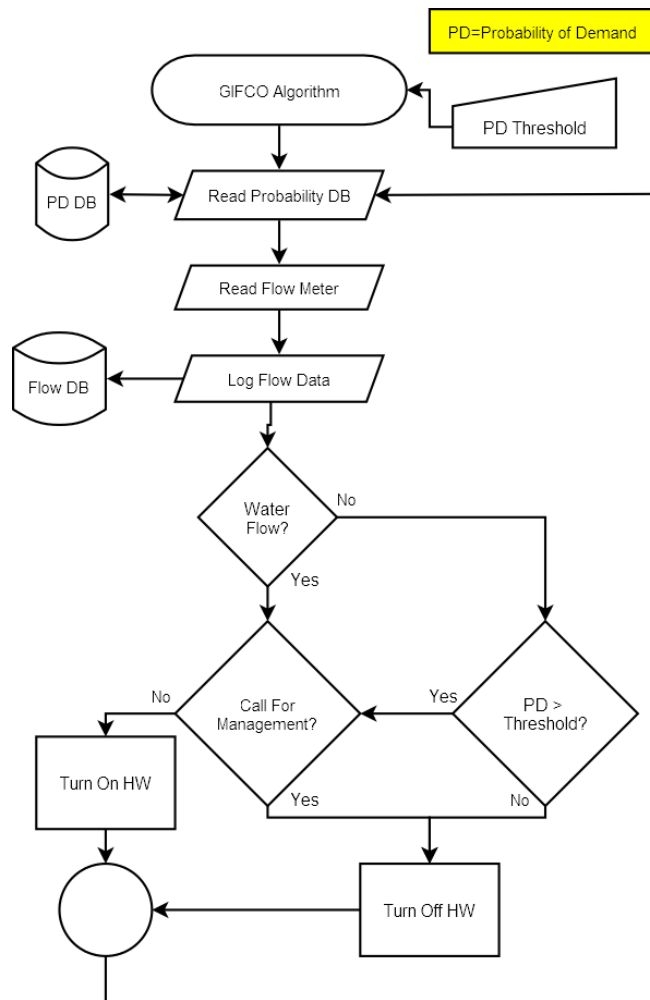 PD=Probability of Demand
GIFCO Algorithm
PD Threshold
PD DB
Read Probability DB
Read Flow Meter
Flow DB
Log Flow Data
Water
Flow?
No
Yes
No
Call For
Management?
Yes
PD >
Threshold?
Turn On HW
Yes
No
Turn Off HW